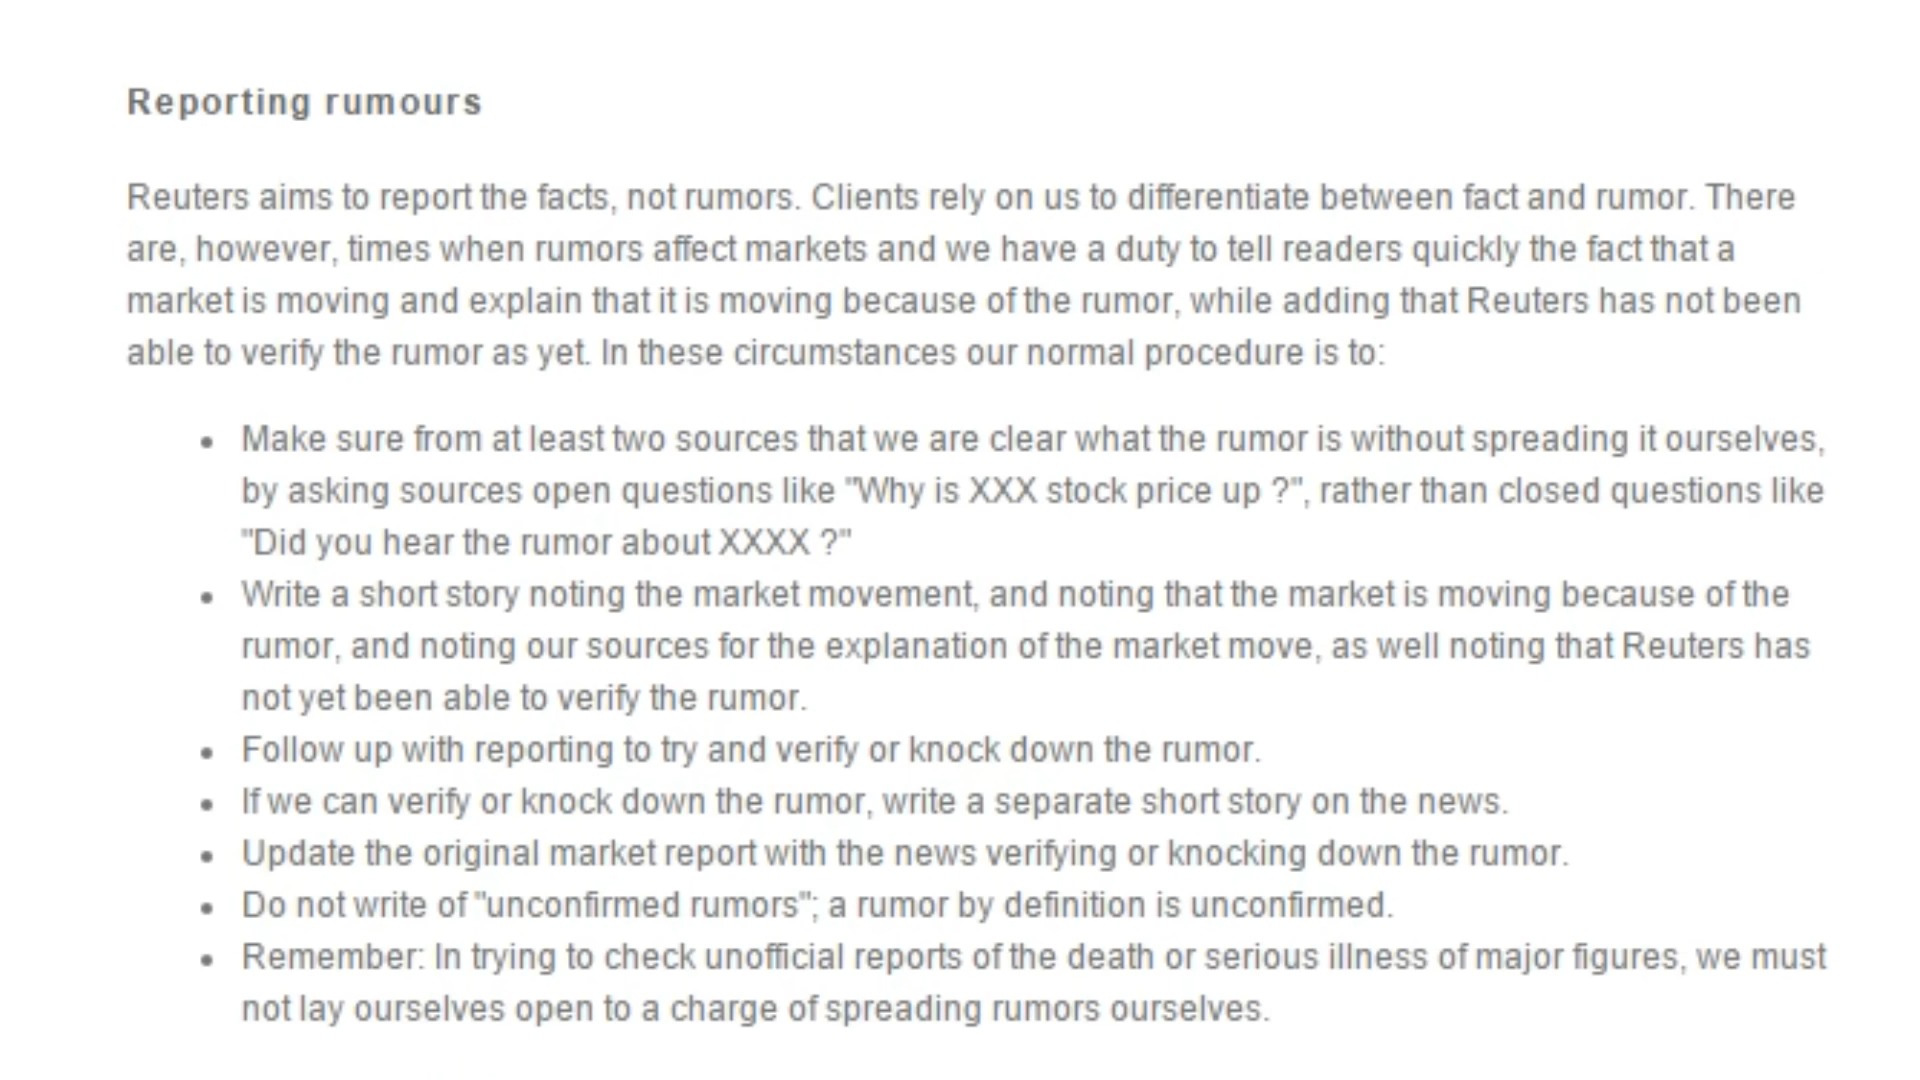 Reporting rumours
Reuters aims to report the facts, not rumors. Clients rely on us to differentiate between fact and rumor. There
are, however, times when rumors affect markets and we have a duty to tell readers quickly the fact that a
market is moving and explain that it is moving because of the rumor, while adding that Reuters has not been
able to verify the rumor as yet. In these circumstances our normal procedure is to:
• Make sure from at least two sources that we are clear what the rumor is without spreading it ourselves,
by asking sources open questions like "Why is XXX stock price up ?", rather than closed questions like
"Did you hear the rumor about XXXX ?"
• Write a short story noting the market movement, and noting that the market is moving because of the
rumor, and noting our sources for the explanation of the market move, as well noting that Reuters has
not yet been able to verify the rumor.
• Follow up with reporting to try and verify or knock down the rumor.
• If we can verify or knock down the rumor, write a separate short story on the news.
• Update the original market report with the news verifying or knocking down the rumor.
• Do not write of "unconfirmed rumors"; a rumor by definition is unconfirmed.
• Remember: In trying to check unofficial reports of the death or serious illness of major figures, we must
not lay ourselves open to a charge of spreading rumors ourselves.